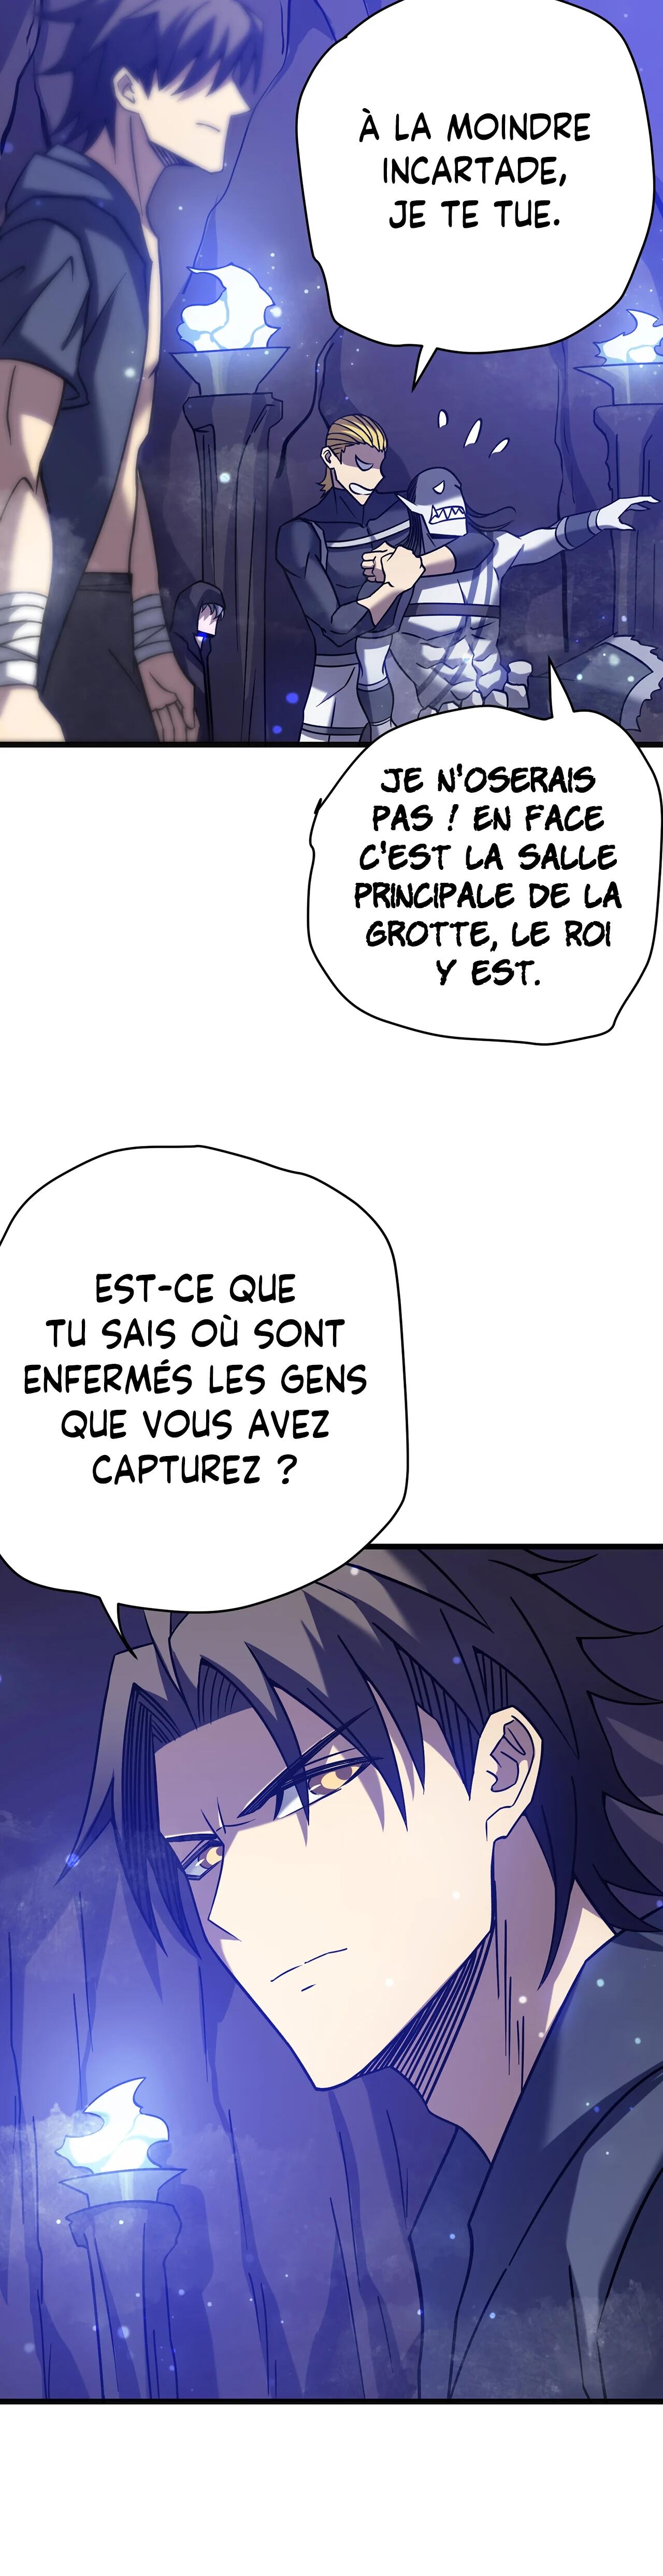 À LA MOINDRE
INCARTADE,
JE TE TUE.
JE N'OSERAIS
PAS ! EN FACE
C'EST LA SALLE
PRINCIPALE DE LA
GROTTE, LE ROI
Y EST.
EST-CE QUE
TU SAIS OÙ SONT
ENFERMÉS LES GENS
QUE VOUS AVEZ
CAPTUREZ ?